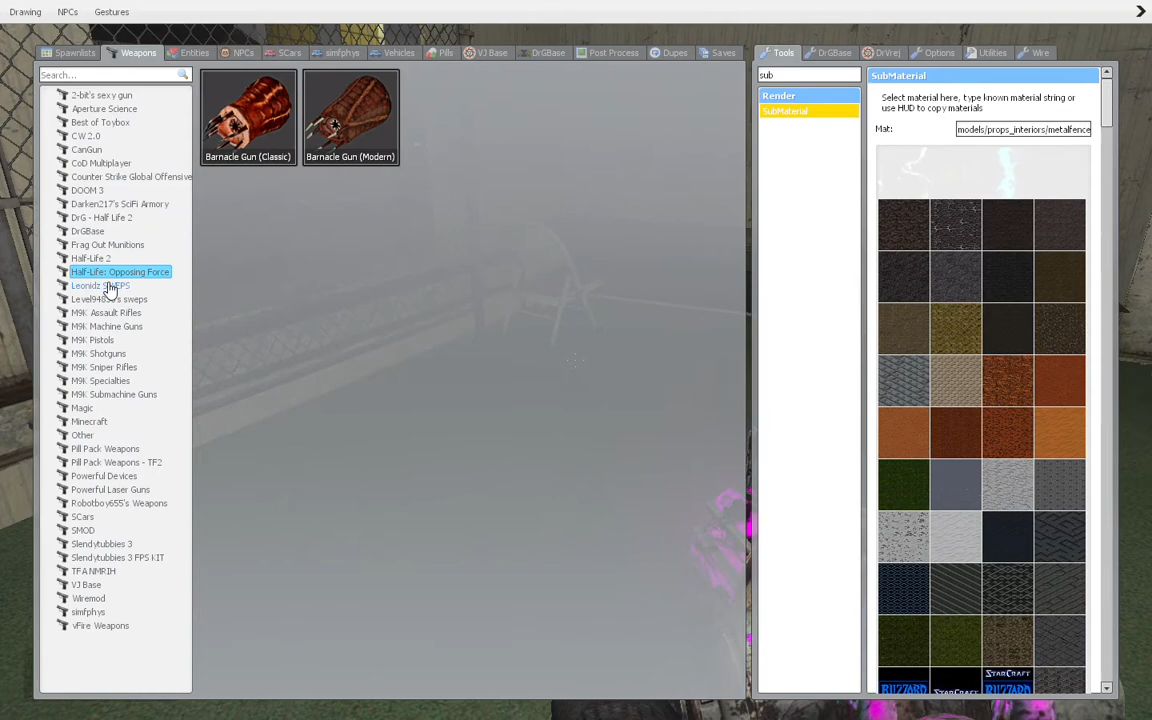 Drawing NPCs Gestures
Spawnlists Weapons Entities NPCs SCars simfphys Vehicles Pills VJ Base DrGBase Post Process Dupes Saves
Tools DrGBase DrVrej Options Utilities Wire
Search...
2-bit's sexy gun
Aperture Science
Best of Toybox
CW 2.0
CanGun
CoD Multiplayer
Counter Strike Global Offensive
DOOM 3
Darken217's SciFi Armory
DrG - Half Life 2
DrGBase
Frag Out Munitions
Half-Life 2
Half-Life: Opposing Force
Leonidz SWEPS
sweps
M9K Assault Rifles
M9K Machine Guns
M9K Pistols
M9K Shotguns
M9K Sniper Rifles
M9K Specialties
M9K Submachine Guns
Magic
Minecraft
Other
Pill Pack Weapons
Pill Pack Weapons - TF2
Powerful Devices
Powerful Laser Guns
Robotboy655's Weapons
SCars
SMOD
Slendytubbies 3
Slendytubbies 3 FPS KIT
TFA NMRIH
VJ Base
Wiremod
simfphys
vFire Weapons
Barnacle Gun (Classic)
Barnacle Gun (Modern)
sub
Render
SubMaterial
SubMaterial
Select material here, type known material string or
use HUD to copy materials
Mat: models/props_interiors/metalfence
STARCRAFT
BLIZZARD STARCRAFT BLIZZARD